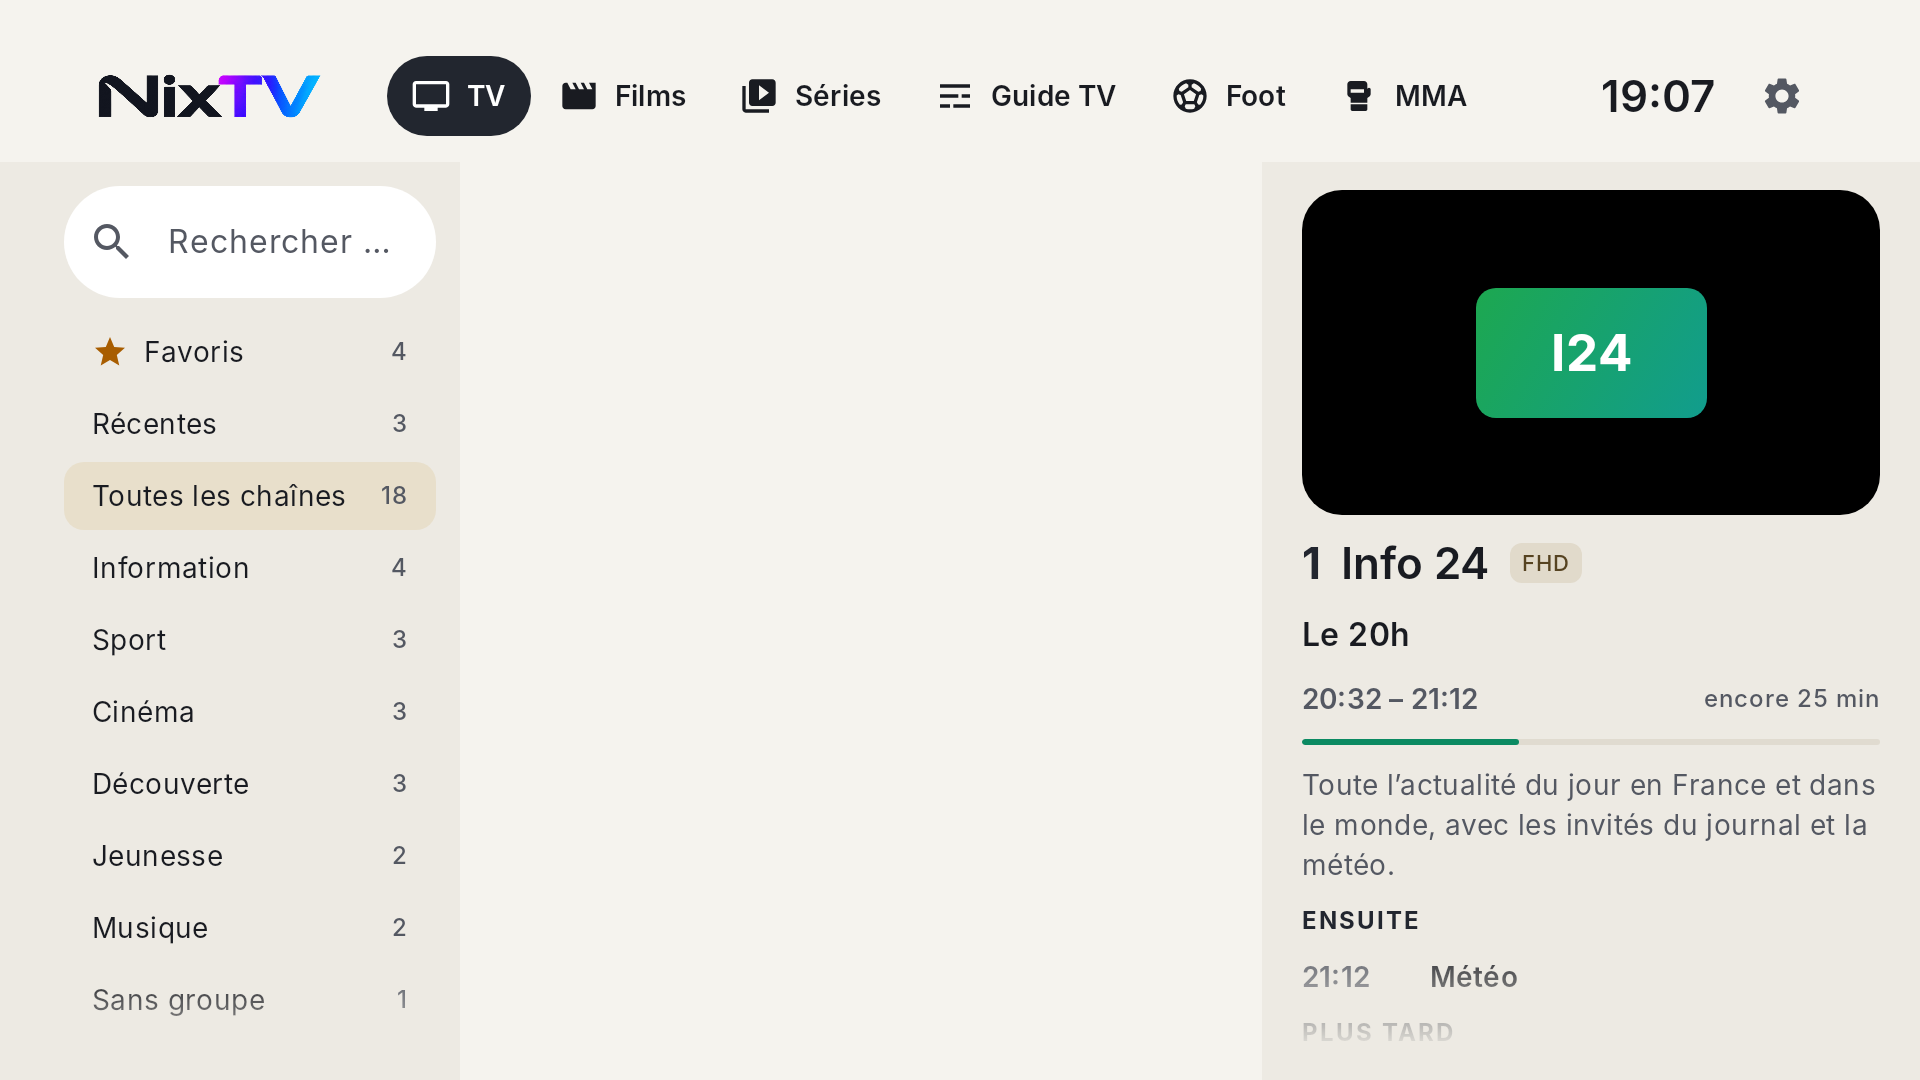 NixTV
TV
Films
Séries
Guide TV
Foot
MMA
19:07
Rechercher ...
Favoris 4
Récentes 3
Toutes les chaînes 18
Information 4
Sport 3
Cinéma 3
Découverte 3
Jeunesse 2
Musique 2
Sans groupe 1
I24
1 Info 24 FHD
Le 20h
20:32 – 21:12 encore 25 min
Toute l’actualité du jour en France et dans
le monde, avec les invités du journal et la
météo.
ENSUITE
21:12 Météo
PLUS TARD